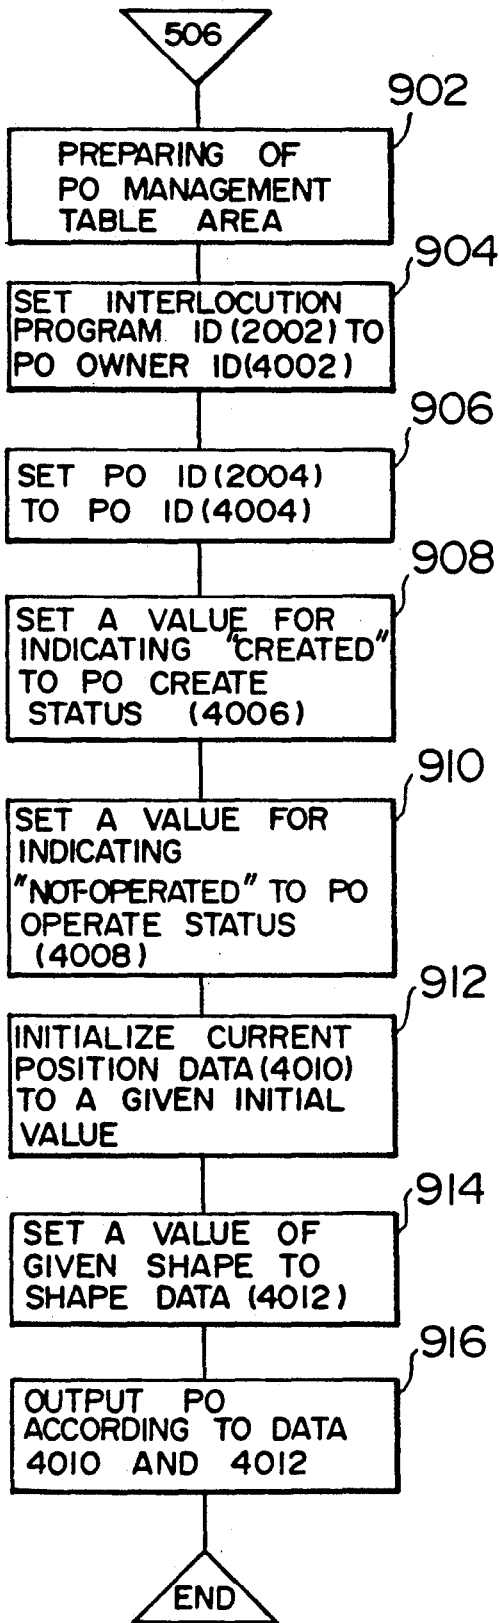 506
902
PREPARING OF
PO MANAGEMENT
TABLE AREA
904
SET INTERLOCUTION
PROGRAM ID(2002) TO
PO OWNER ID(4002)
906
SET PO ID(2004)
TO PO ID(4004)
908
SET A VALUE FOR
INDICATING "CREATED"
TO PO CREATE
STATUS (4006)
910
SET A VALUE FOR
INDICATING
"NOT-OPERATED" TO PO
OPERATE STATUS
(4008)
912
INITIALIZE CURRENT
POSITION DATA(4010)
TO A GIVEN INITIAL
VALUE
914
SET A VALUE OF
GIVEN SHAPE TO
SHAPE DATA (4012)
916
OUTPUT PO
ACCORDING TO DATA
4010 AND 4012
END